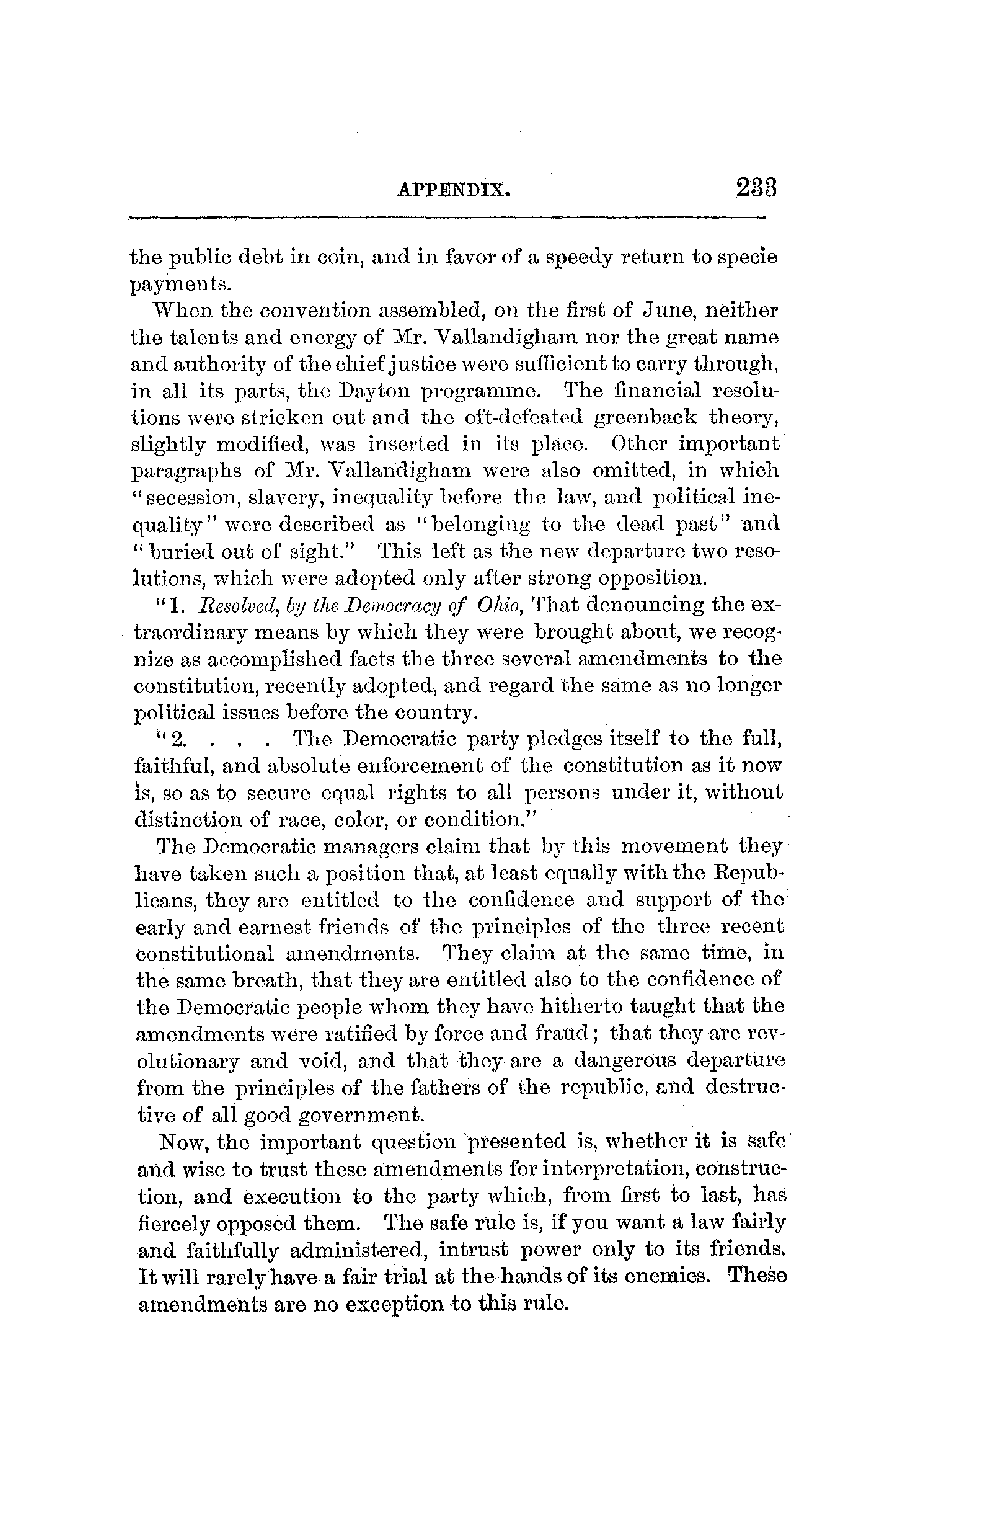 APPENDIX. 233
the public debt in coin, and in favor of a speedy return to specie
payments.
When the convention assembled, on the first of June, neither
the talents and energy of Mr. Vallandigham nor the great name
and authority of the chief justice were sufficient to carry through,
in all its parts, the Dayton programme. The financial resolu-
tions were stricken out and the oft-defeated greenback theory,
slightly modified, was inserted in its place. Other important
paragraphs of Mr. Vallandigham were also omitted, in which
"secession, slavery, inequality before the law, and political ine-
quality" were described as "belonging to the dead past" and
"buried out of sight." This left as the new departure two reso-
lutions, which were adopted only after strong opposition.
"1. Resolved, by the Democracy of Ohio, That denouncing the ex-
traordinary means by which they were brought about, we recog-
nize as accomplished facts the three several amendments to the
constitution, recently adopted, and regard the same as no longer
political issues before the country.
"2. . . . The Democratic party pledges itself to the full,
faithful, and absolute enforcement of the constitution as it now
is, so as to secure equal rights to all persons under it, without
distinction of race, color, or condition."
The Democratic managers claim that by this movement they
have taken such a position that, at least equally with the Repub-
licans, they are entitled to the confidence and support of the
early and earnest friends of the principles of the three recent
constitutional amendments. They claim at the same time, in
the same breath, that they are entitled also to the confidence of
the Democratic people whom they have hitherto taught that the
amendments were ratified by force and fraud; that they are rev-
olutionary and void, and that they are a dangerous departure
from the principles of the fathers of the republic, and destruc-
tive of all good government.
Now, the important question presented is, whether it is safe
and wise to trust these amendments for interpretation, construc-
tion, and execution to the party which, from first to last, has
fiercely opposed them. The safe rule is, if you want a law fairly
and faithfully administered, intrust power only to its friends.
It will rarely have a fair trial at the hands of its enemies. These
amendments are no exception to this rule.